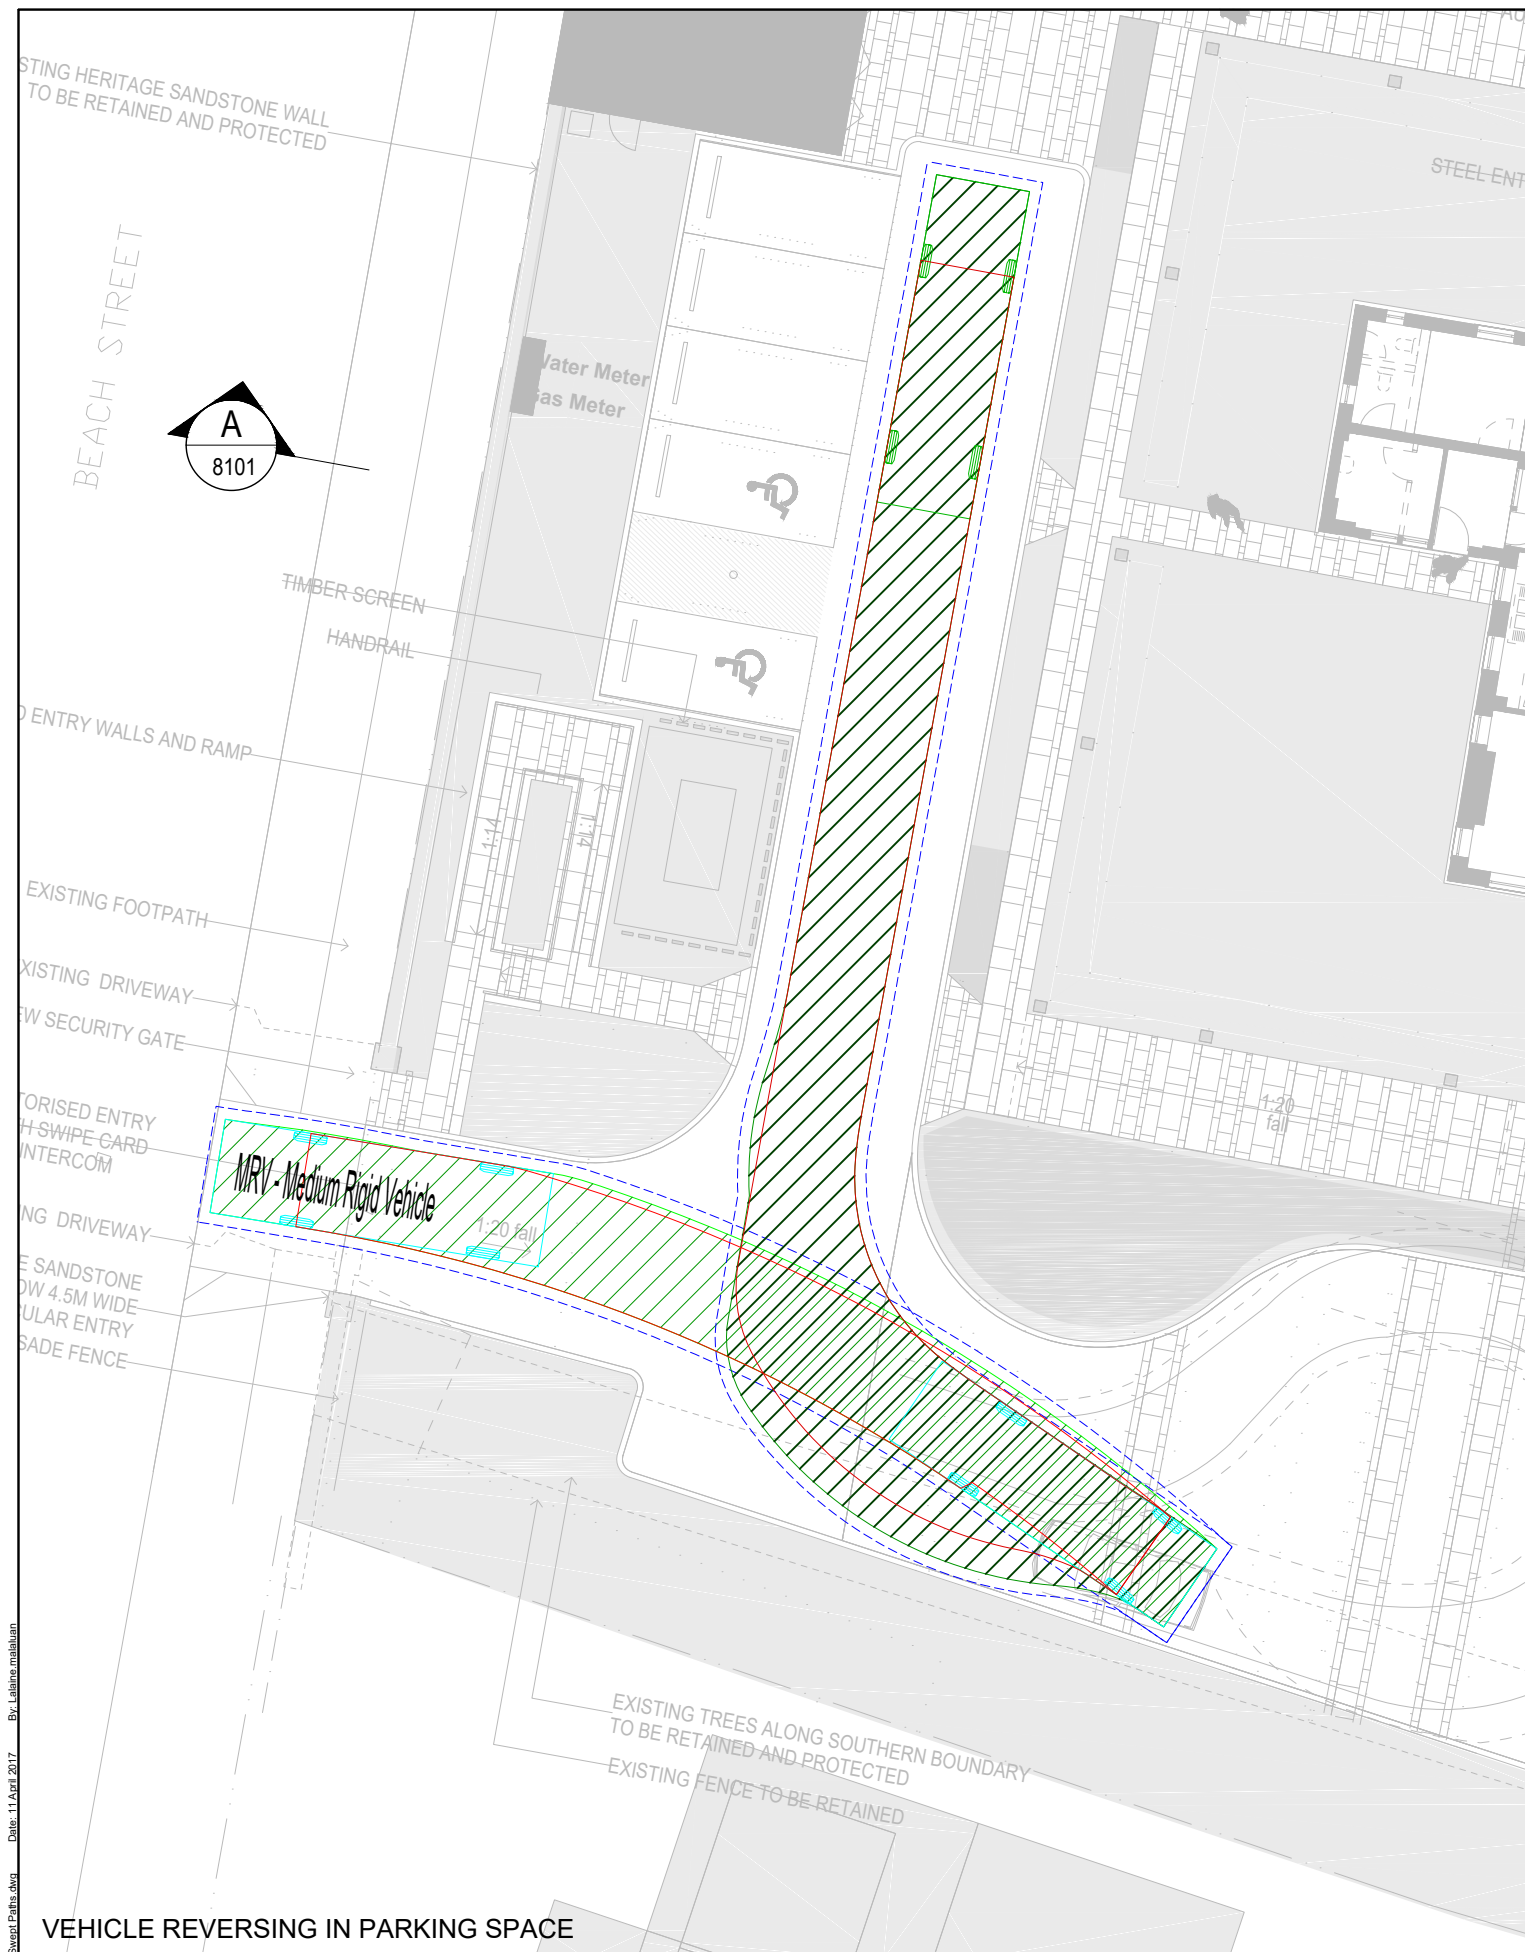 STING HERITAGE SANDSTONE WALL
TO BE RETAINED AND PROTECTED
STEEL ENT
BEACH STREET
Water Meter
Gas Meter
A
8101
TIMBER SCREEN
HANDRAIL
D ENTRY WALLS AND RAMP
1:14
1:14
EXISTING FOOTPATH
XISTING DRIVEWAY
EW SECURITY GATE
TORISED ENTRY
TH SWIPE CARD
INTERCOM
1:20
fall
MRV - Medium Rigid Vehicle
1:20 fall
NG DRIVEWAY
E SANDSTONE
OW 4.5M WIDE
ULAR ENTRY
SADE FENCE
EXISTING TREES ALONG SOUTHERN BOUNDARY
TO BE RETAINED AND PROTECTED
EXISTING FENCE TO BE RETAINED
VEHICLE REVERSING IN PARKING SPACE
Swept Paths.dwg Date: 11 April 2017 By: Lalaine.malaluan